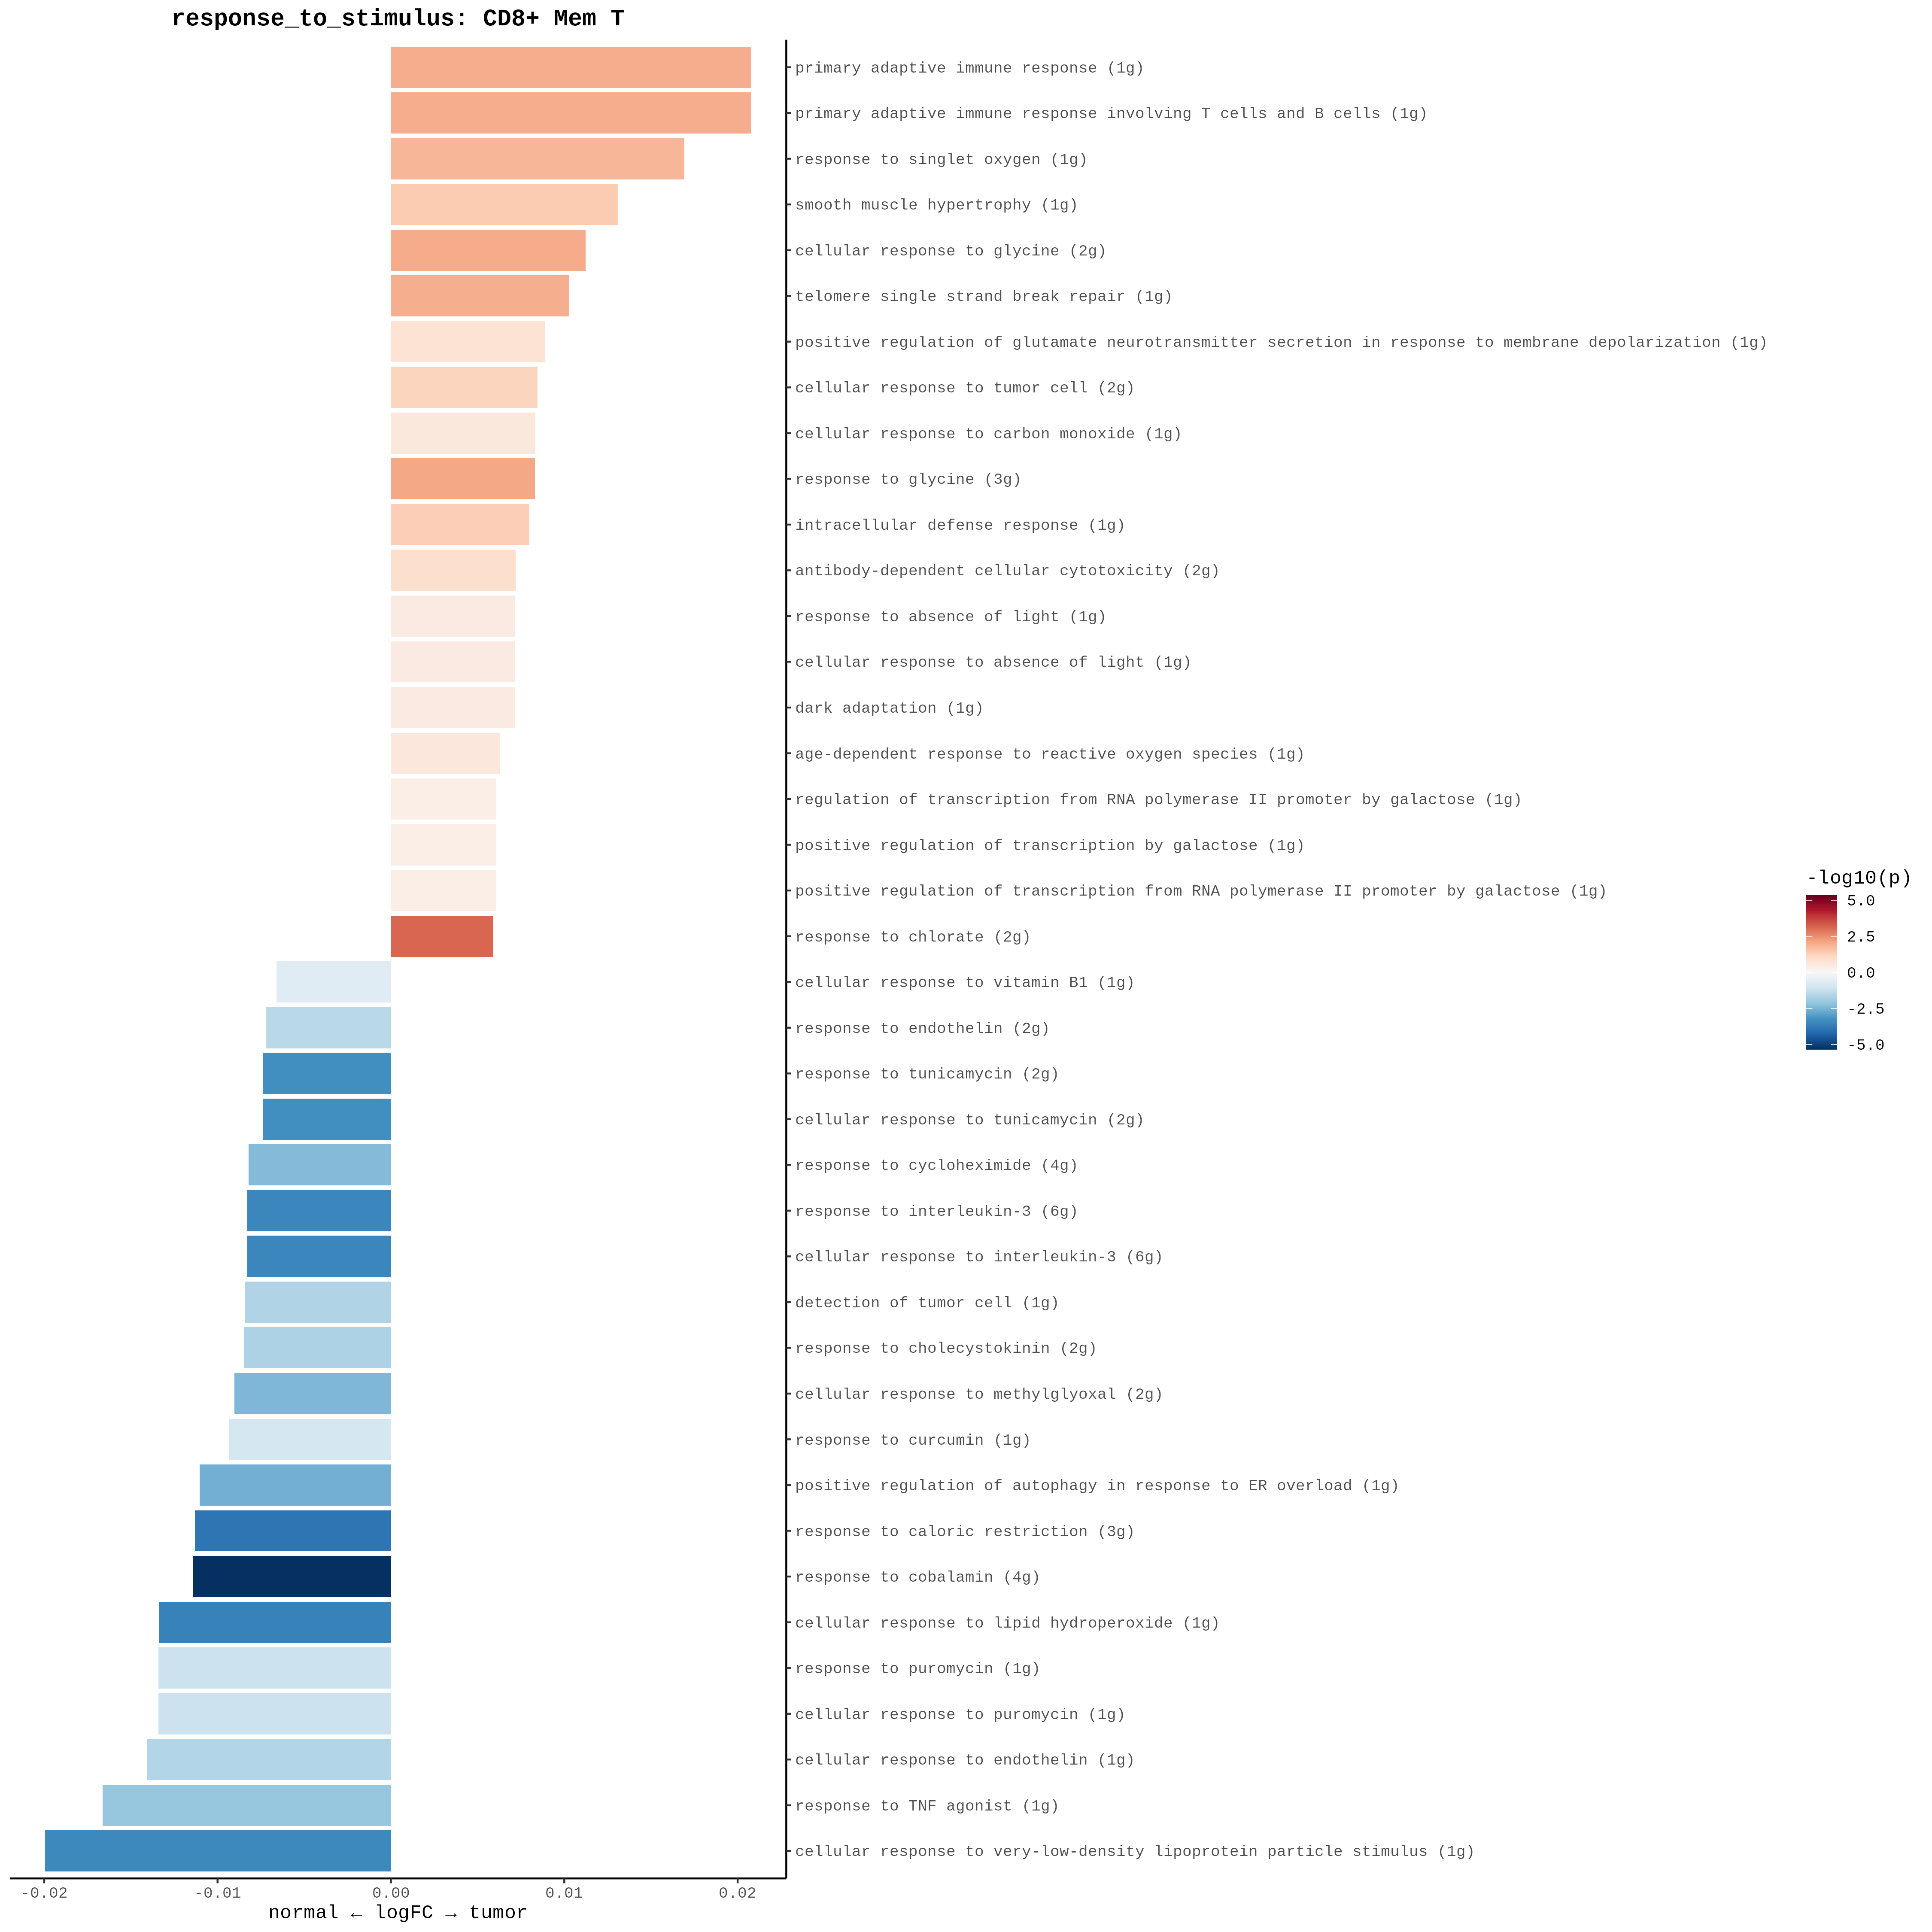 response_to_stimulus: CD8+ Mem T
primary adaptive immune response (1g)
primary adaptive immune response involving T cells and B cells (1g)
response to singlet oxygen (1g)
smooth muscle hypertrophy (1g)
cellular response to glycine (2g)
telomere single strand break repair (1g)
positive regulation of glutamate neurotransmitter secretion in response to membrane depolarization (1g)
cellular response to tumor cell (2g)
cellular response to carbon monoxide (1g)
response to glycine (3g)
intracellular defense response (1g)
antibody-dependent cellular cytotoxicity (2g)
response to absence of light (1g)
cellular response to absence of light (1g)
dark adaptation (1g)
age-dependent response to reactive oxygen species (1g)
regulation of transcription from RNA polymerase II promoter by galactose (1g)
positive regulation of transcription by galactose (1g)
positive regulation of transcription from RNA polymerase II promoter by galactose (1g)
response to chlorate (2g)
cellular response to vitamin B1 (1g)
response to endothelin (2g)
response to tunicamycin (2g)
cellular response to tunicamycin (2g)
response to cycloheximide (4g)
response to interleukin-3 (6g)
cellular response to interleukin-3 (6g)
detection of tumor cell (1g)
response to cholecystokinin (2g)
cellular response to methylglyoxal (2g)
response to curcumin (1g)
positive regulation of autophagy in response to ER overload (1g)
response to caloric restriction (3g)
response to cobalamin (4g)
cellular response to lipid hydroperoxide (1g)
response to puromycin (1g)
cellular response to puromycin (1g)
cellular response to endothelin (1g)
response to TNF agonist (1g)
cellular response to very-low-density lipoprotein particle stimulus (1g)
-0.02 -0.01 0.00 0.01 0.02
normal ← logFC → tumor
-log10(p)
5.0
2.5
0.0
-2.5
-5.0